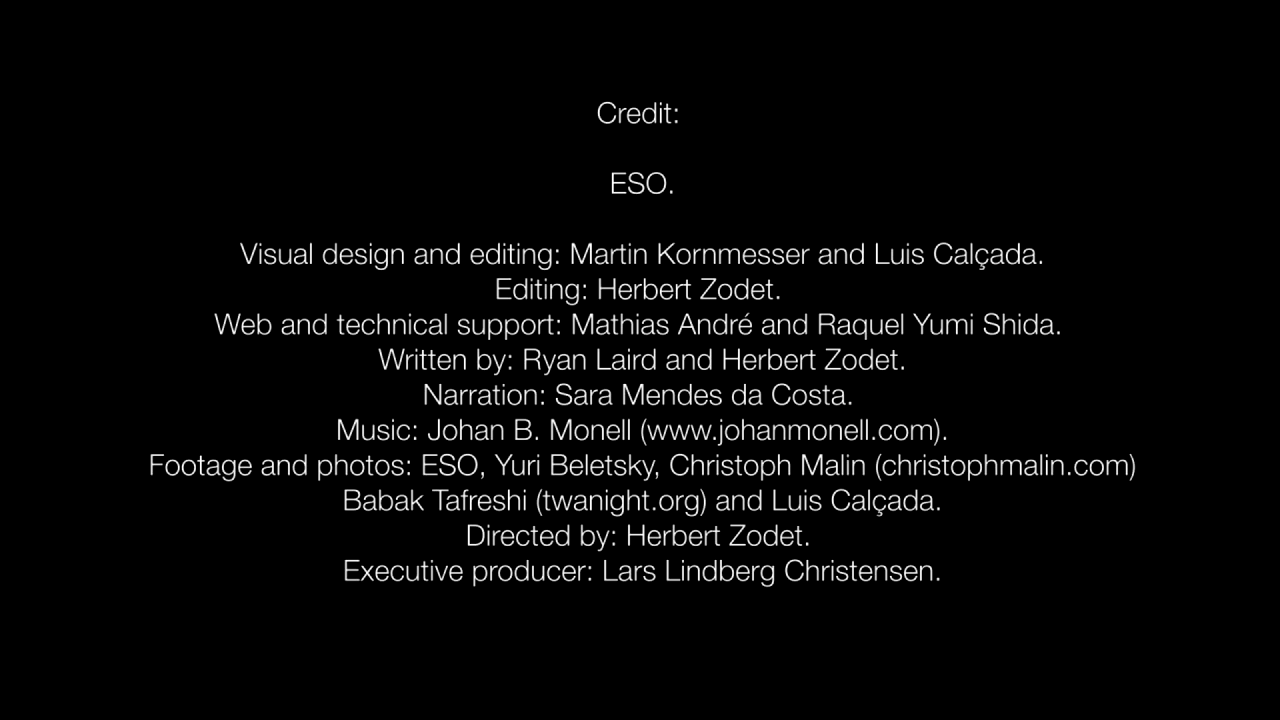 Credit:
ESO.
Visual design and editing: Martin Kornmesser and Luis Calçada.
Editing: Herbert Zodet.
Web and technical support: Mathias André and Raquel Yumi Shida.
Written by: Ryan Laird and Herbert Zodet.
Narration: Sara Mendes da Costa.
Music: Johan B. Monell (www.johanmonell.com).
Footage and photos: ESO, Yuri Beletsky, Christoph Malin (christophmalin.com)
Babak Tafreshi (twanight.org) and Luis Calçada.
Directed by: Herbert Zodet.
Executive producer: Lars Lindberg Christensen.